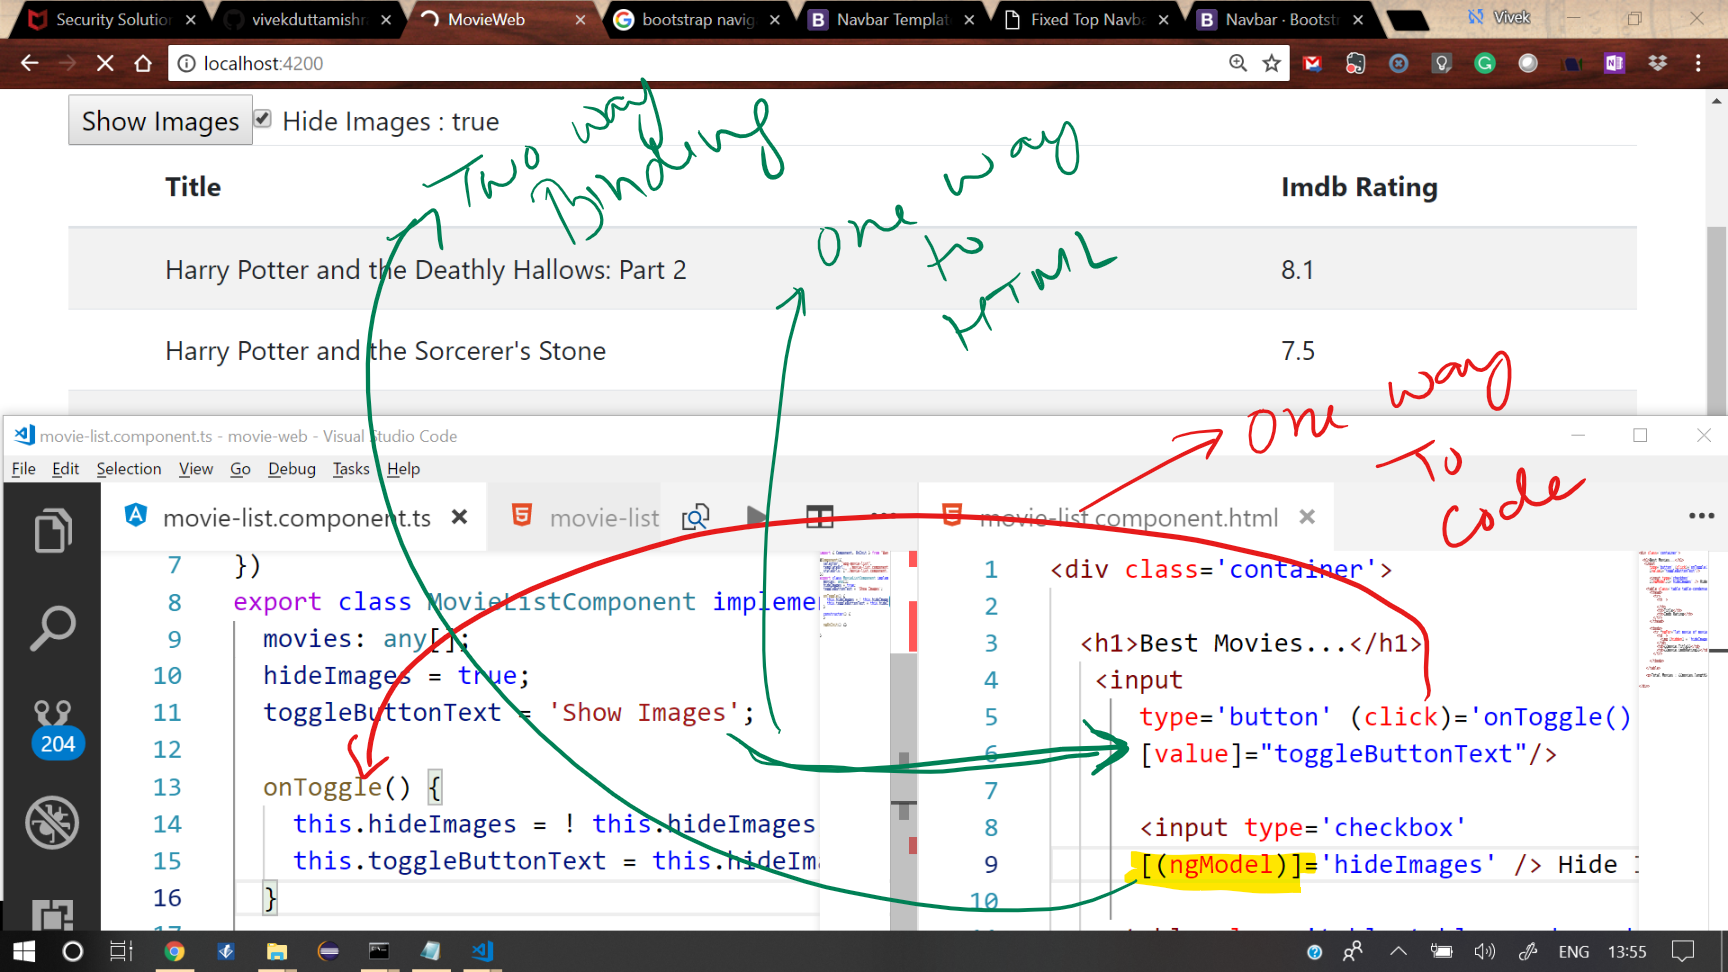 Security Solution
vivekduttamishr
MovieWeb
bootstrap navig
Navbar Templat
Fixed Top Navb
Navbar · Bootst
Vivek
localhost:4200
Show Images Hide Images : true
Two way
Binding
one way
to
HTML
Title Imdb Rating
Harry Potter and the Deathly Hallows: Part 2 8.1
Harry Potter and the Sorcerer's Stone 7.5
one way
To
Code
movie-list.component.ts - movie-web - Visual Studio Code
File Edit Selection View Go Debug Tasks Help
movie-list.component.ts
movie-list
movie-list.component.html
204
7 })
8 export class MovieListComponent impleme
9 movies: any[];
10 hideImages = true;
11 toggleButtonText = 'Show Images';
12
13 onToggle() {
14 this.hideImages = ! this.hideImages
15 this.toggleButtonText = this.hideIm
16 }
1 <div class='container'>
2
3 <h1>Best Movies...</h1>
4 <input
5 type='button' (click)='onToggle()
6 [value]="toggleButtonText"/>
7
8 <input type='checkbox'
9 [(ngModel)]='hideImages' /> Hide
10
ENG 13:55